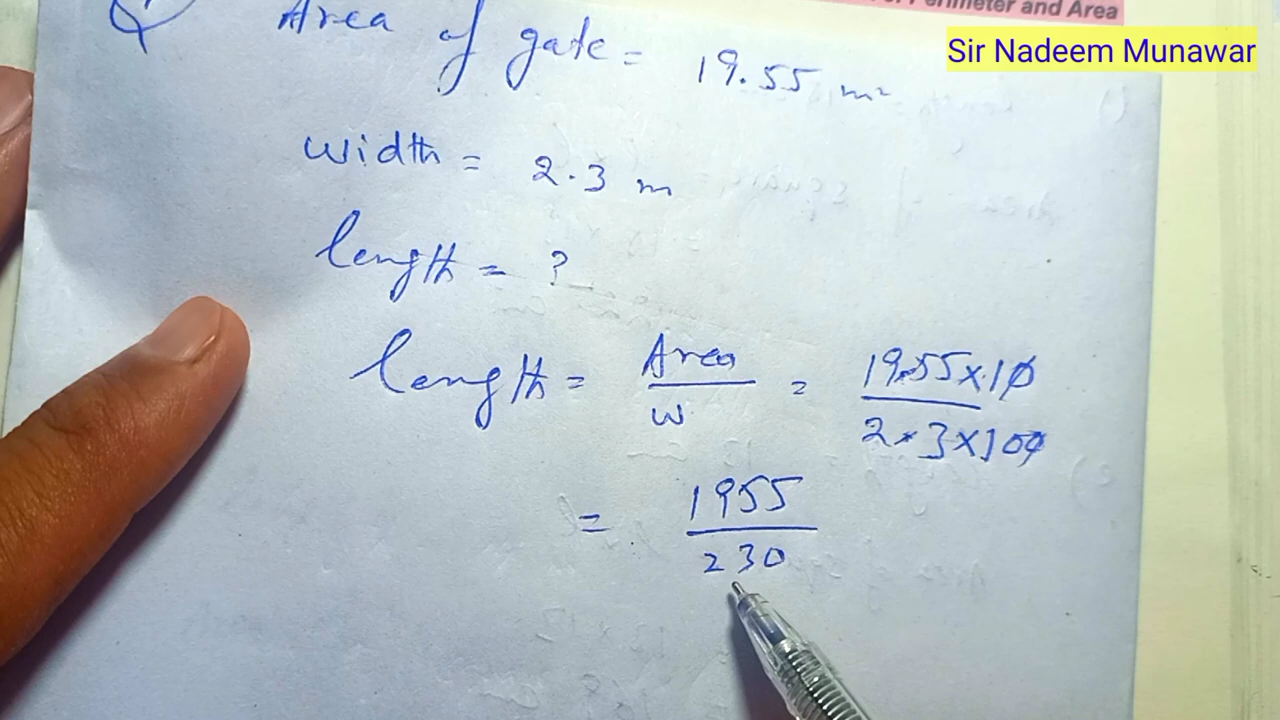 Perimeter and Area
Sir Nadeem Munawar
Area of gate = 19.55 m²
width = 2.3 m
length = ?
length = Area / w = 19.55 × 10 / 2.3 × 100
= 1955 / 230